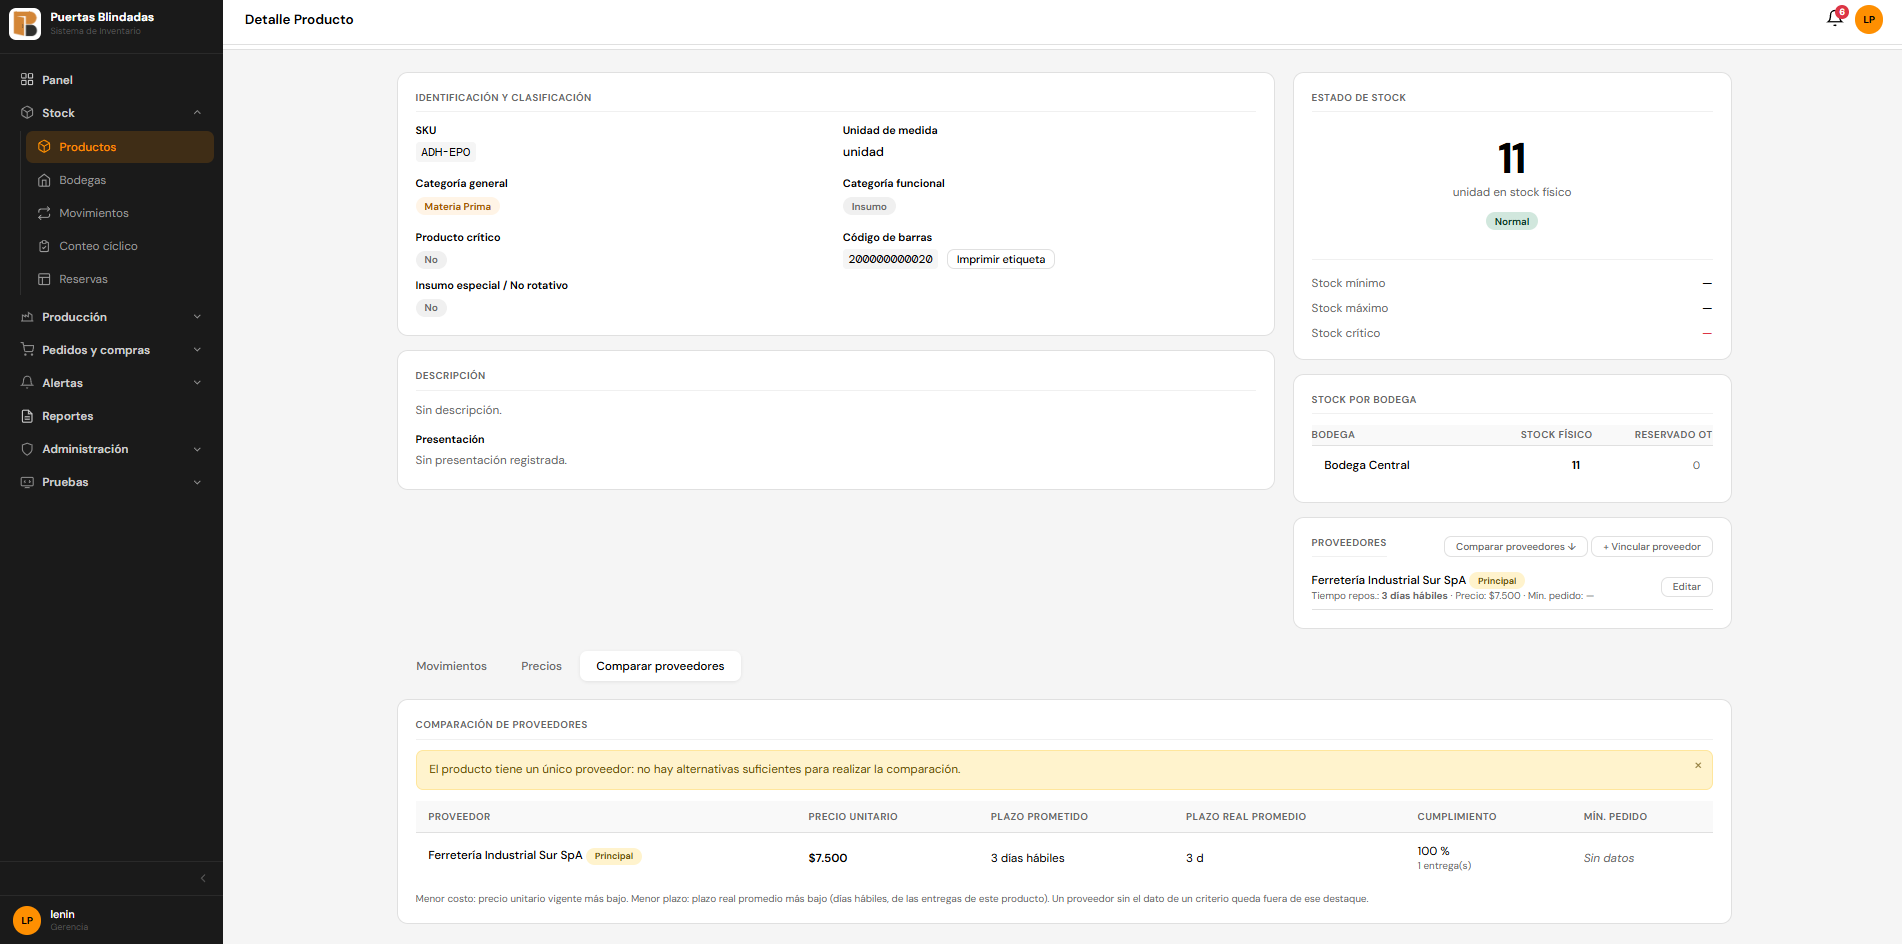 Puertas Blindadas
Sistema de Inventario
Panel
Stock
Productos
Bodegas
Movimientos
Conteo cíclico
Reservas
Producción
Pedidos y compras
Alertas
Reportes
Administración
Pruebas
LP
lenin
Gerencia
Detalle Producto
6
LP
IDENTIFICACIÓN Y CLASIFICACIÓN
SKU
ADH-EPO
Unidad de medida
unidad
Categoría general
Materia Prima
Categoría funcional
Insumo
Producto crítico
No
Código de barras
200000000020 Imprimir etiqueta
Insumo especial / No rotativo
No
DESCRIPCIÓN
Sin descripción.
Presentación
Sin presentación registrada.
ESTADO DE STOCK
11
unidad en stock físico
Normal
Stock mínimo —
Stock máximo —
Stock crítico —
STOCK POR BODEGA
BODEGA STOCK FÍSICO RESERVADO OT
Bodega Central 11 0
PROVEEDORES Comparar proveedores ↓ + Vincular proveedor
Ferretería Industrial Sur SpA Principal
Tiempo repos.: 3 días hábiles · Precio: $7.500 · Mín. pedido: —
Editar
Movimientos Precios Comparar proveedores
COMPARACIÓN DE PROVEEDORES
El producto tiene un único proveedor: no hay alternativas suficientes para realizar la comparación. ×
PROVEEDOR PRECIO UNITARIO PLAZO PROMETIDO PLAZO REAL PROMEDIO CUMPLIMIENTO MÍN. PEDIDO
Ferretería Industrial Sur SpA Principal $7.500 3 días hábiles 3 d 100 % Sin datos
1 entrega(s)
Menor costo: precio unitario vigente más bajo. Menor plazo: plazo real promedio más bajo (días hábiles, de las entregas de este producto). Un proveedor sin el dato de un criterio queda fuera de ese destaque.